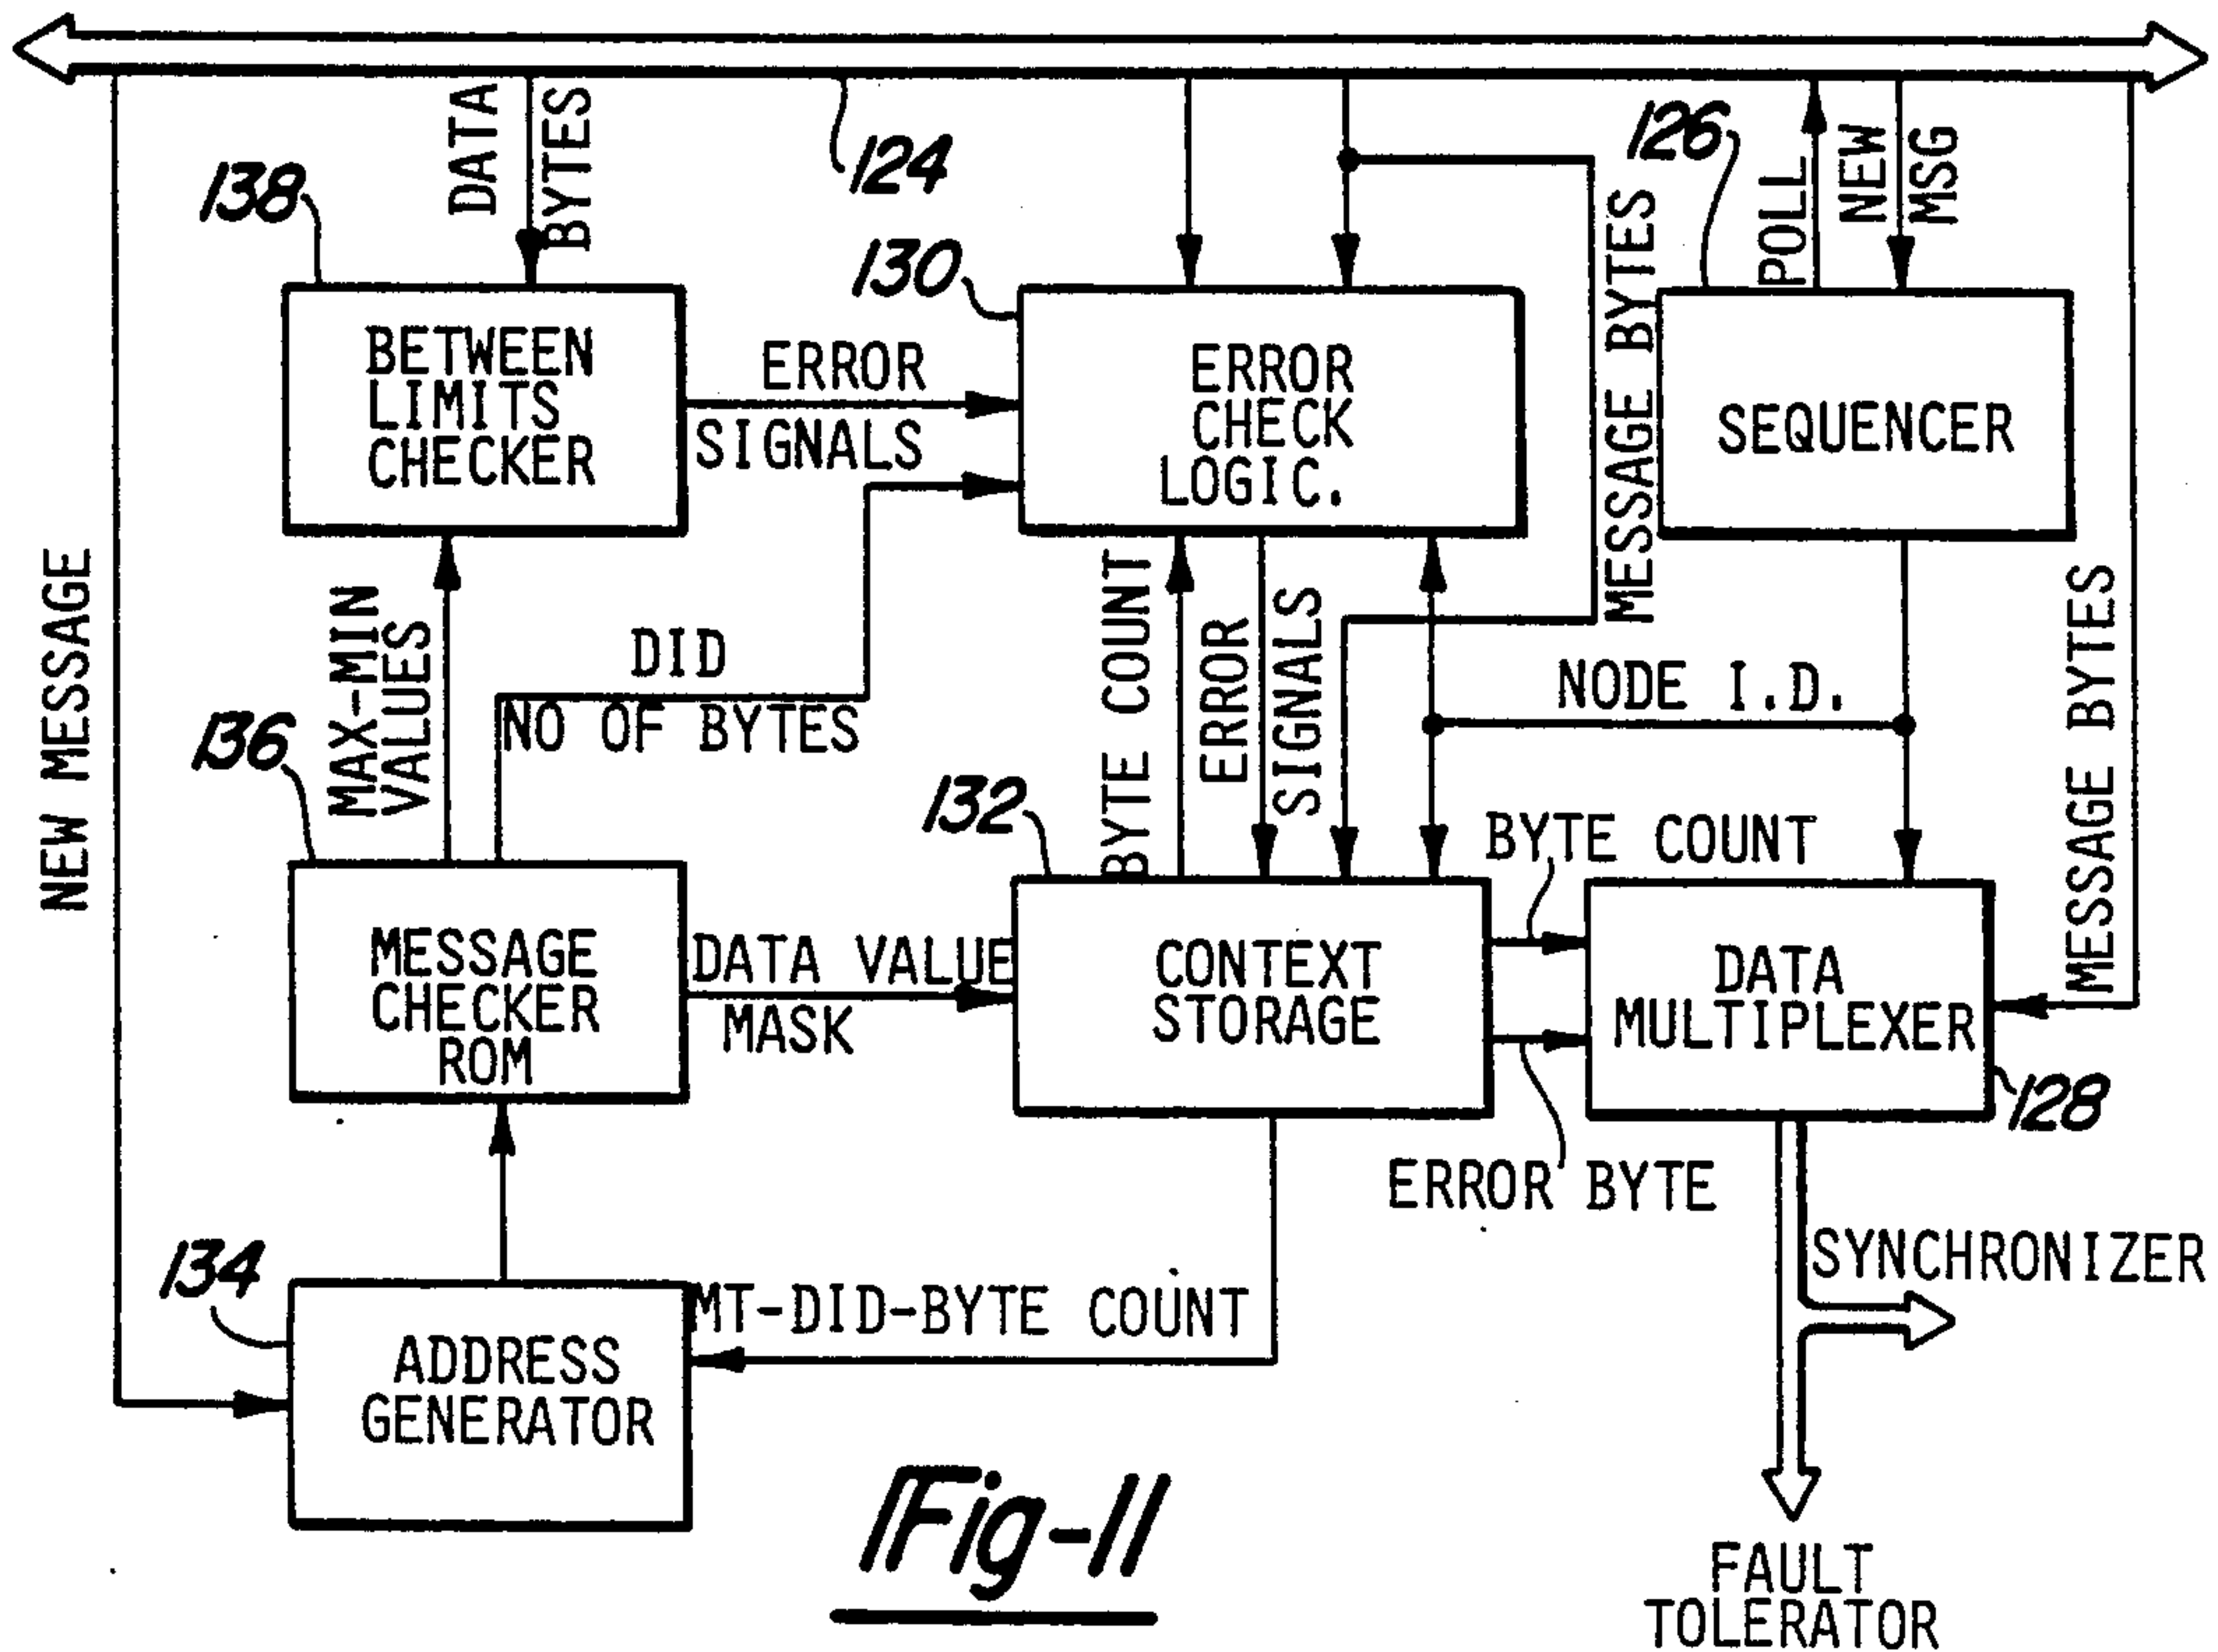 DATA
BYTES
124
126
POLL
NEW
MSG
138
130
MESSAGE BYTES
BETWEEN
LIMITS
CHECKER
ERROR
SIGNALS
ERROR
CHECK
LOGIC.
SEQUENCER
NEW MESSAGE
MAX-MIN
VALUES
DID
NO OF BYTES
BYTE COUNT
ERROR
SIGNALS
NODE I.D.
MESSAGE BYTES
136
132
BYTE COUNT
MESSAGE
CHECKER
ROM
DATA VALUE
MASK
CONTEXT
STORAGE
DATA
MULTIPLEXER
128
ERROR BYTE
134
SYNCHRONIZER
MT-DID-BYTE COUNT
ADDRESS
GENERATOR
Fig-11
FAULT
TOLERATOR